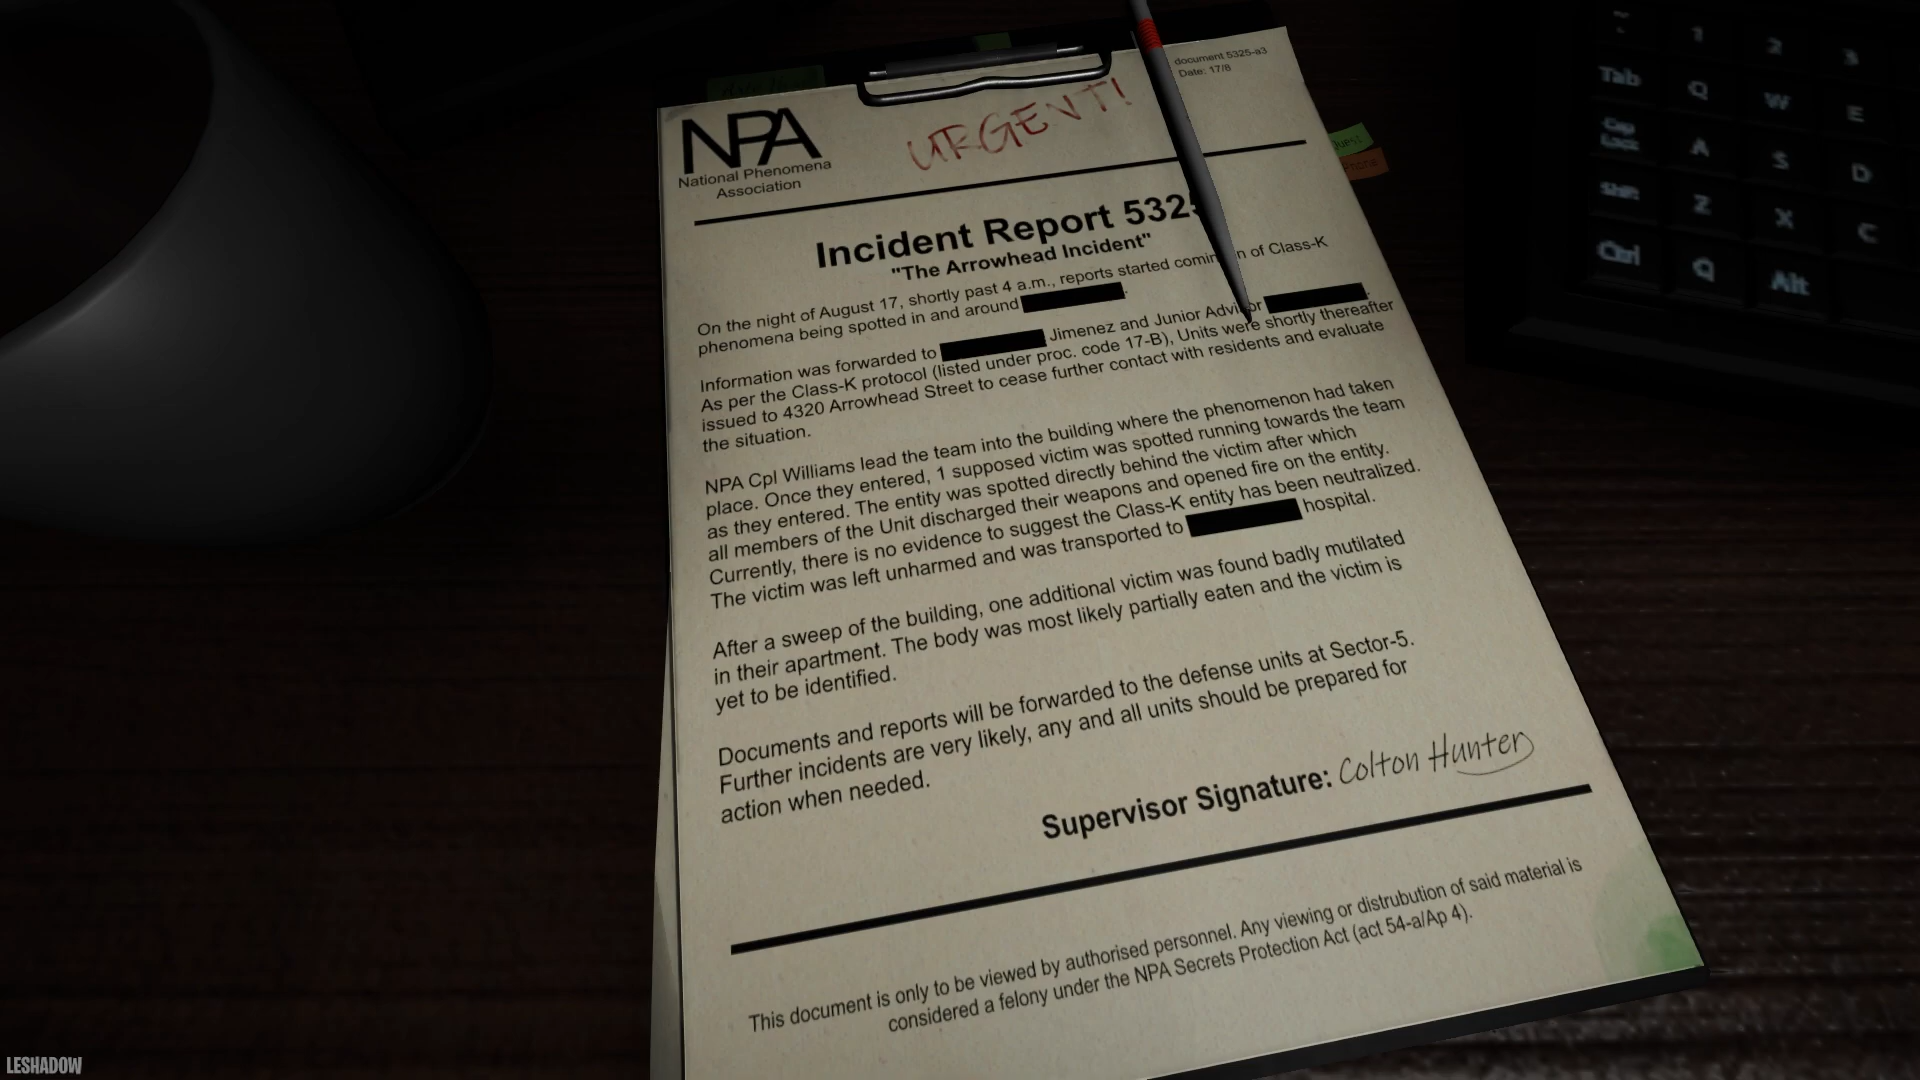 document 5325-a3
Date: 17/8
NPA
National Phenomena
Association
URGENT!
Incident Report 532
"The Arrowhead Incident"
On the night of August 17, shortly past 4 a.m., reports started comin n of Class-K
phenomena being spotted in and around .
Information was forwarded to Jimenez and Junior Advisor .
As per the Class-K protocol (listed under proc. code 17-B), Units were shortly thereafter
issued to 4320 Arrowhead Street to cease further contact with residents and evaluate
the situation.
NPA Cpl Williams lead the team into the building where the phenomenon had taken
place. Once they entered, 1 supposed victim was spotted running towards the team
as they entered. The entity was spotted directly behind the victim after which
all members of the Unit discharged their weapons and opened fire on the entity.
Currently, there is no evidence to suggest the Class-K entity has been neutralized.
The victim was left unharmed and was transported to hospital.
After a sweep of the building, one additional victim was found badly mutilated
in their apartment. The body was most likely partially eaten and the victim is
yet to be identified.
Documents and reports will be forwarded to the defense units at Sector-5.
Further incidents are very likely, any and all units should be prepared for
action when needed.
Supervisor Signature: Colton Hunter
This document is only to be viewed by authorised personnel. Any viewing or distrubution of said material is
considered a felony under the NPA Secrets Protection Act (act 54-a/Ap 4).
~ 1 2 3
Tab Q W E
Cap Lock A S D
Shift Z X C
Ctrl Alt
LESHADOW